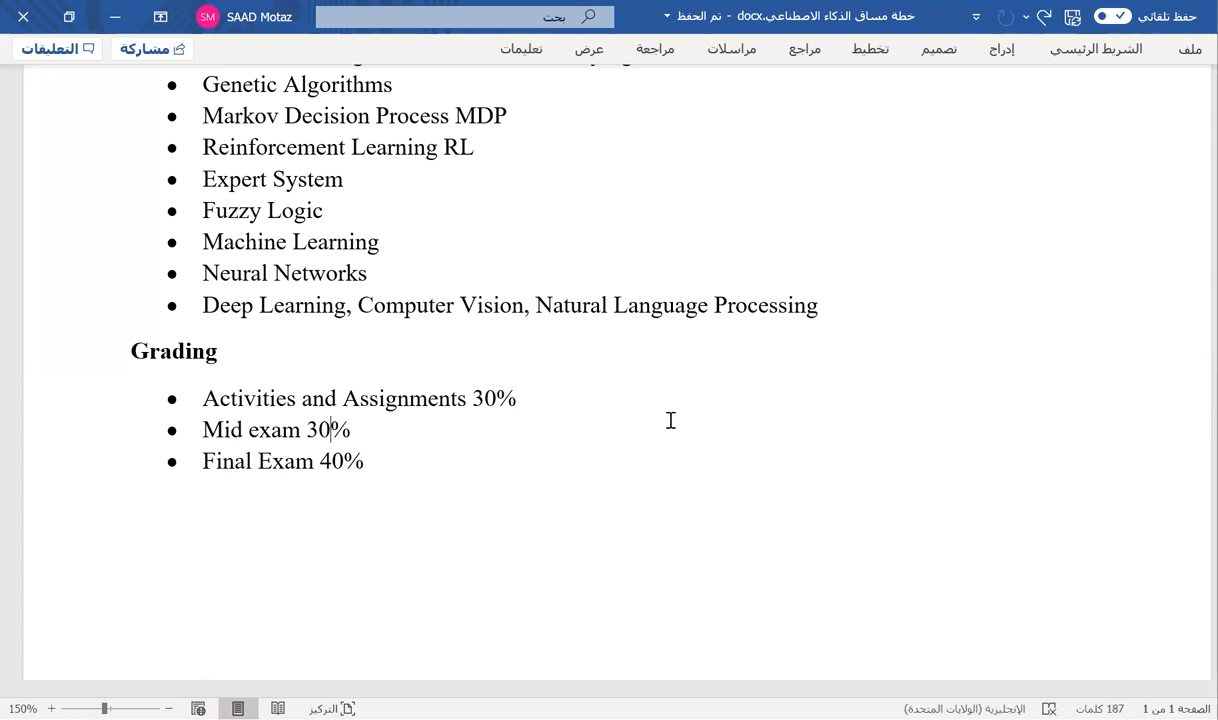 حفظ تلقائي
خطة مساق الذكاء الاصطناعي.docx - تم الحفظ
بحث
SAAD Motaz
SM
ملف
الشريط الرئيسي
إدراج
تصميم
تخطيط
مراجع
مراسلات
مراجعة
عرض
تعليمات
مشاركة
التعليقات
Genetic Algorithms
Markov Decision Process MDP
Reinforcement Learning RL
Expert System
Fuzzy Logic
Machine Learning
Neural Networks
Deep Learning, Computer Vision, Natural Language Processing
Grading
Activities and Assignments 30%
Mid exam 30%
Final Exam 40%
الصفحة 1 من 1
187 كلمات
الإنجليزية (الولايات المتحدة)
التركيز
150%